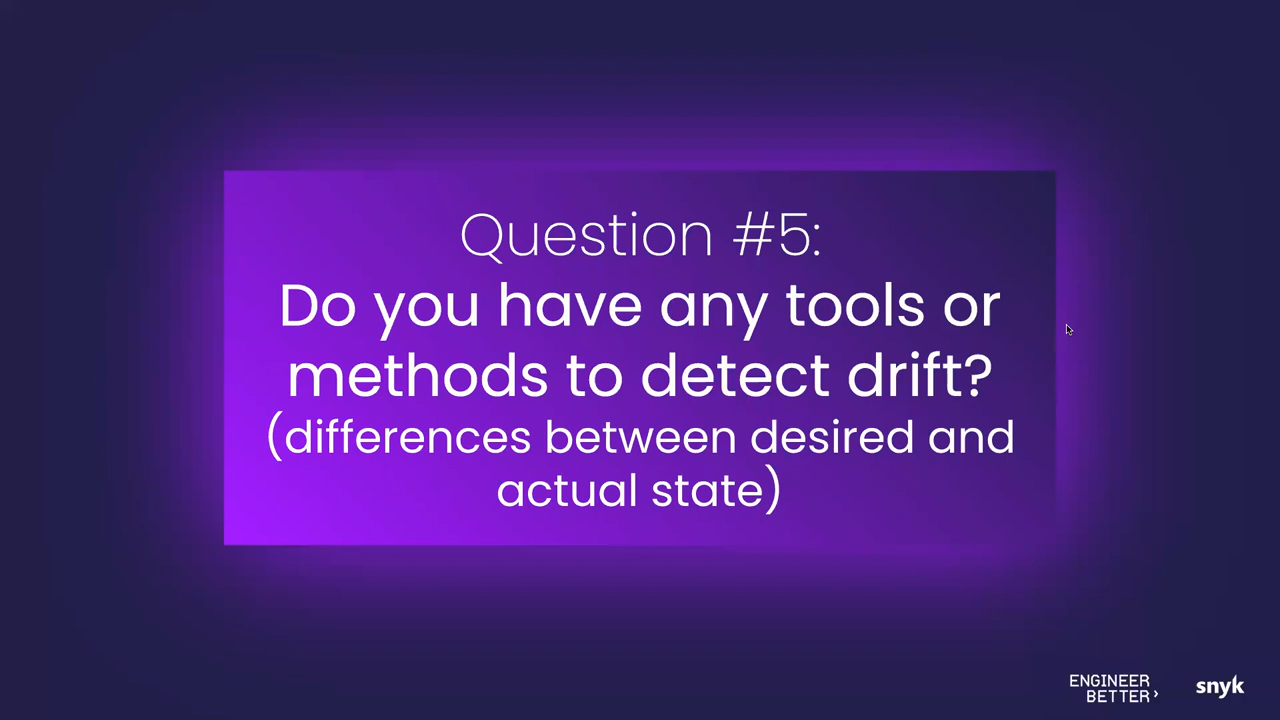 Question #5:
Do you have any tools or
methods to detect drift?
(differences between desired and
actual state)
ENGINEER
BETTER›
snyk